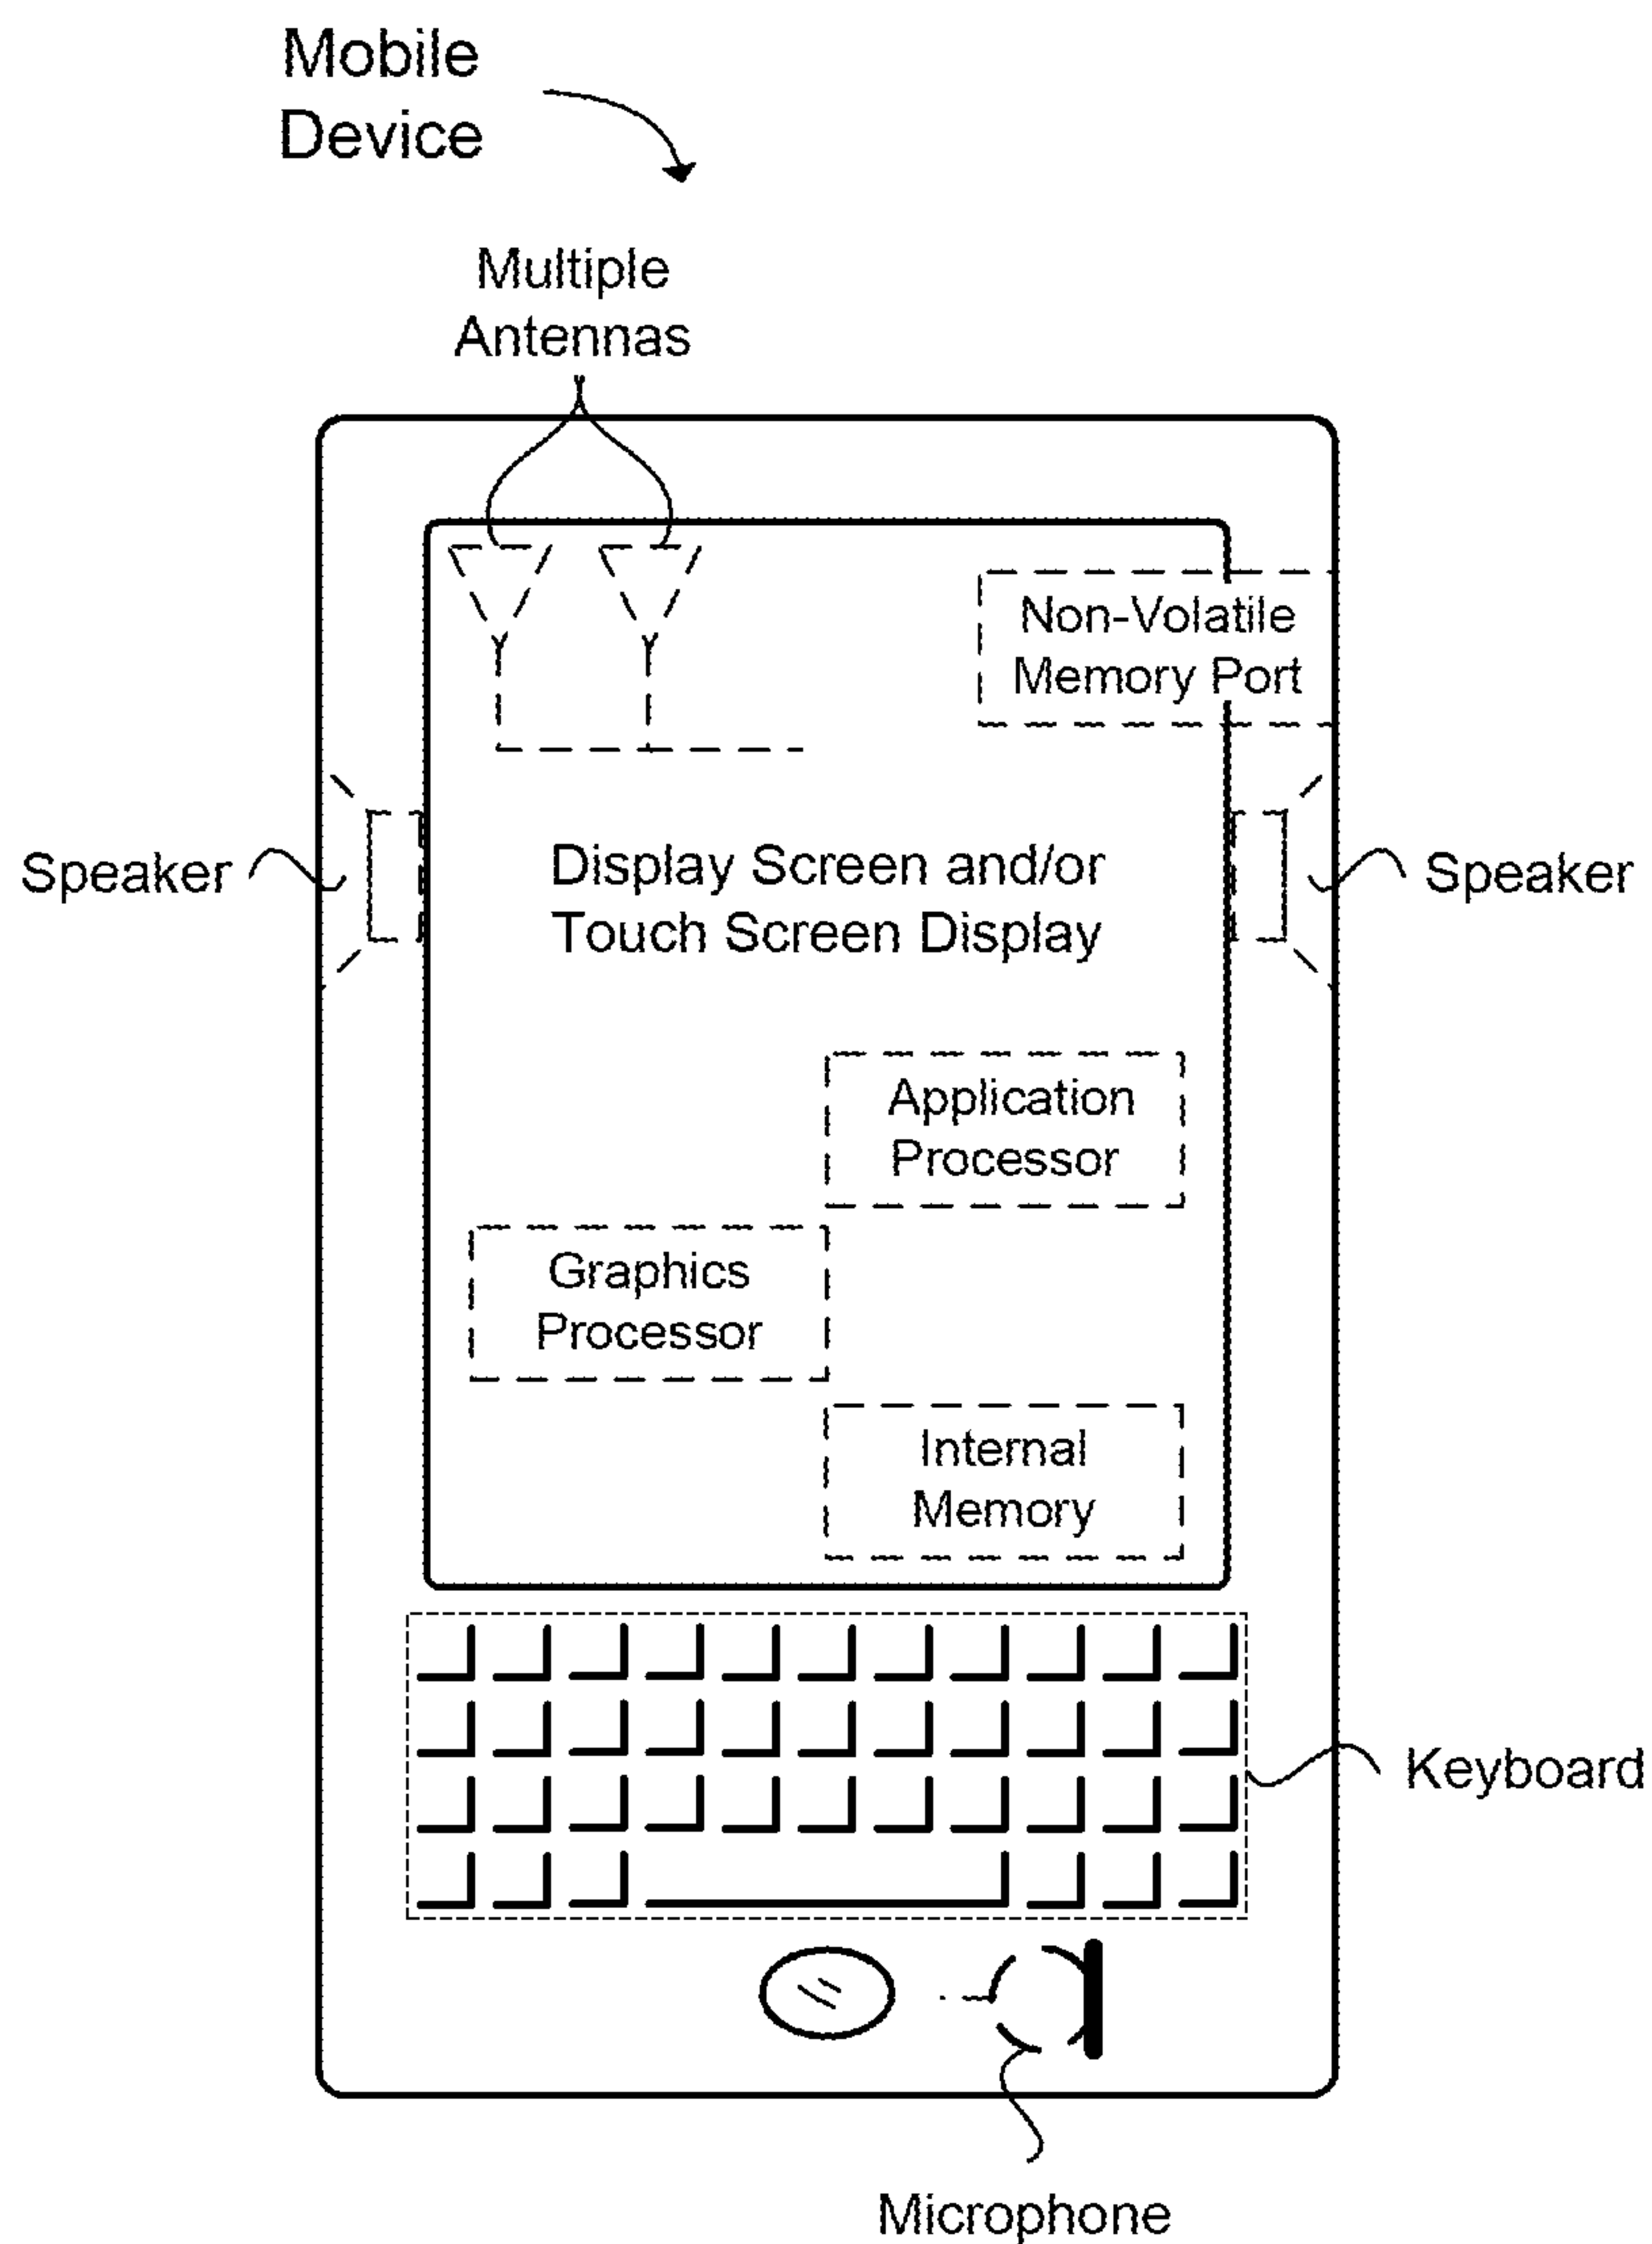 Mobile
Device
Multiple
Antennas
Non-Volatile
Memory Port
Speaker
Display Screen and/or
Touch Screen Display
Speaker
Application
Processor
Graphics
Processor
Internal
Memory
Keyboard
Microphone